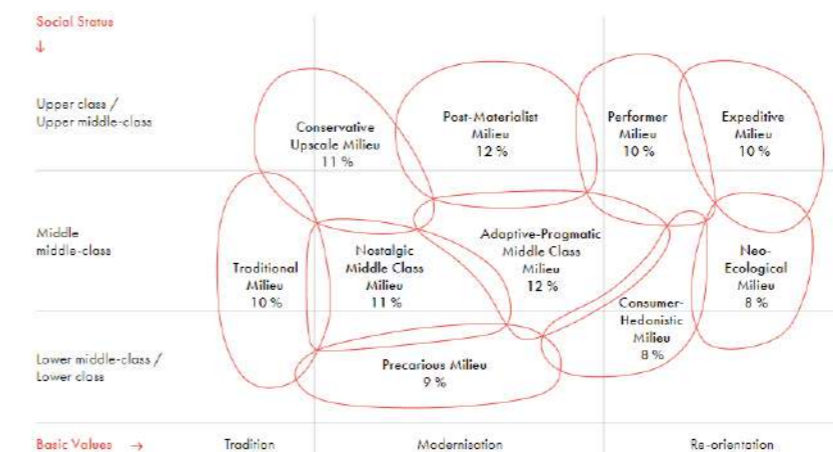 Social Status
↓
Upper class /
Upper middle-class
Conservative
Upscale Milieu
11 %
Post-Materialist
Milieu
12 %
Performer
Milieu
10 %
Expeditive
Milieu
10 %
Middle
middle-class
Traditional
Milieu
10 %
Nostalgic
Middle Class
Milieu
11 %
Adaptive-Pragmatic
Middle Class
Milieu
12 %
Consumer-
Hedonistic
Milieu
8 %
Neo-
Ecological
Milieu
8 %
Lower middle-class /
Lower class
Precarious Milieu
9 %
Basic Values →
Tradition
Modernisation
Re-orientation